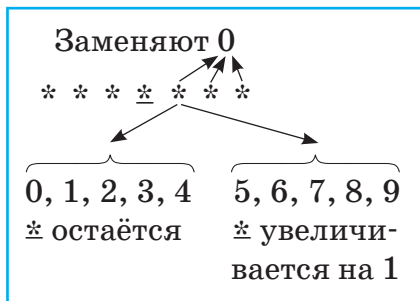 Заменяют 0
* * * * * * *
0, 1, 2, 3, 4 5, 6, 7, 8, 9
* остаётся * увеличи-
вается на 1